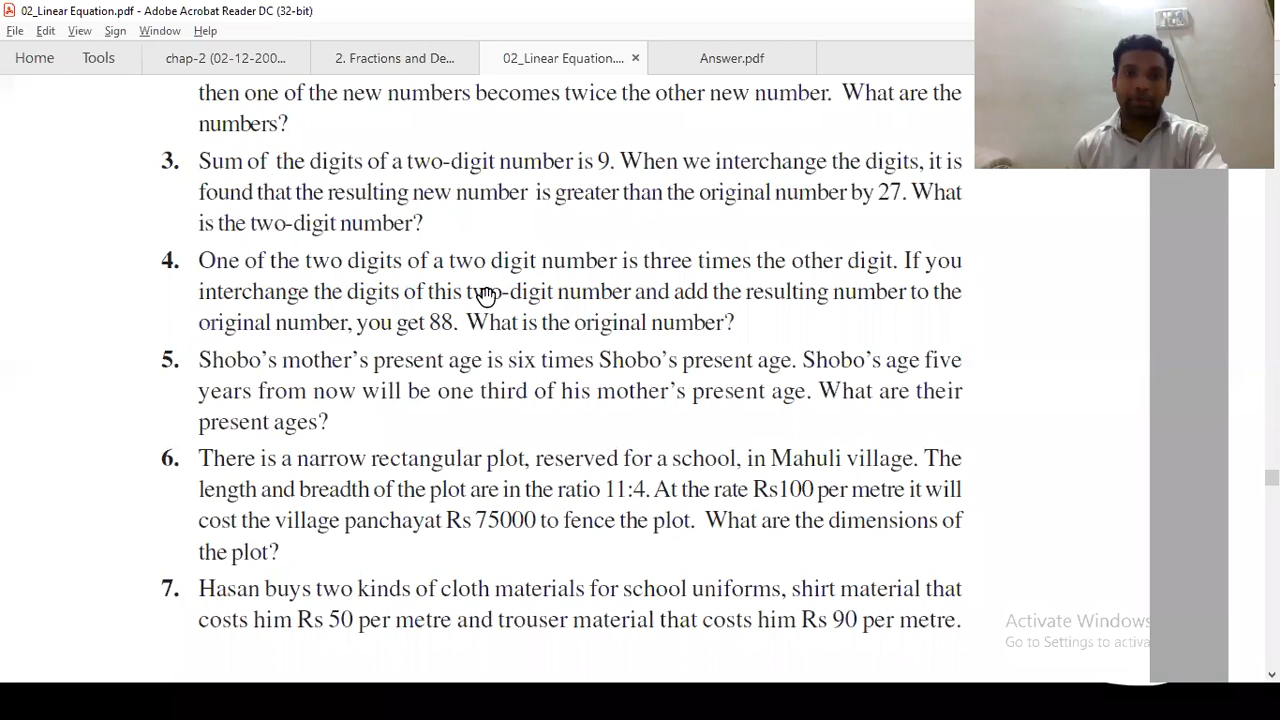 02_Linear Equation.pdf - Adobe Acrobat Reader DC (32-bit)
File Edit View Sign Window Help
Home Tools chap-2 (02-12-200... 2. Fractions and De... 02_Linear Equation.... × Answer.pdf
then one of the new numbers becomes twice the other new number. What are the
numbers?
3. Sum of the digits of a two-digit number is 9. When we interchange the digits, it is
found that the resulting new number is greater than the original number by 27. What
is the two-digit number?
4. One of the two digits of a two digit number is three times the other digit. If you
interchange the digits of this two-digit number and add the resulting number to the
original number, you get 88. What is the original number?
5. Shobo's mother's present age is six times Shobo's present age. Shobo's age five
years from now will be one third of his mother's present age. What are their
present ages?
6. There is a narrow rectangular plot, reserved for a school, in Mahuli village. The
length and breadth of the plot are in the ratio 11:4. At the rate Rs100 per metre it will
cost the village panchayat Rs 75000 to fence the plot. What are the dimensions of
the plot?
7. Hasan buys two kinds of cloth materials for school uniforms, shirt material that
costs him Rs 50 per metre and trouser material that costs him Rs 90 per metre.
Activate Windows
Go to Settings to activa